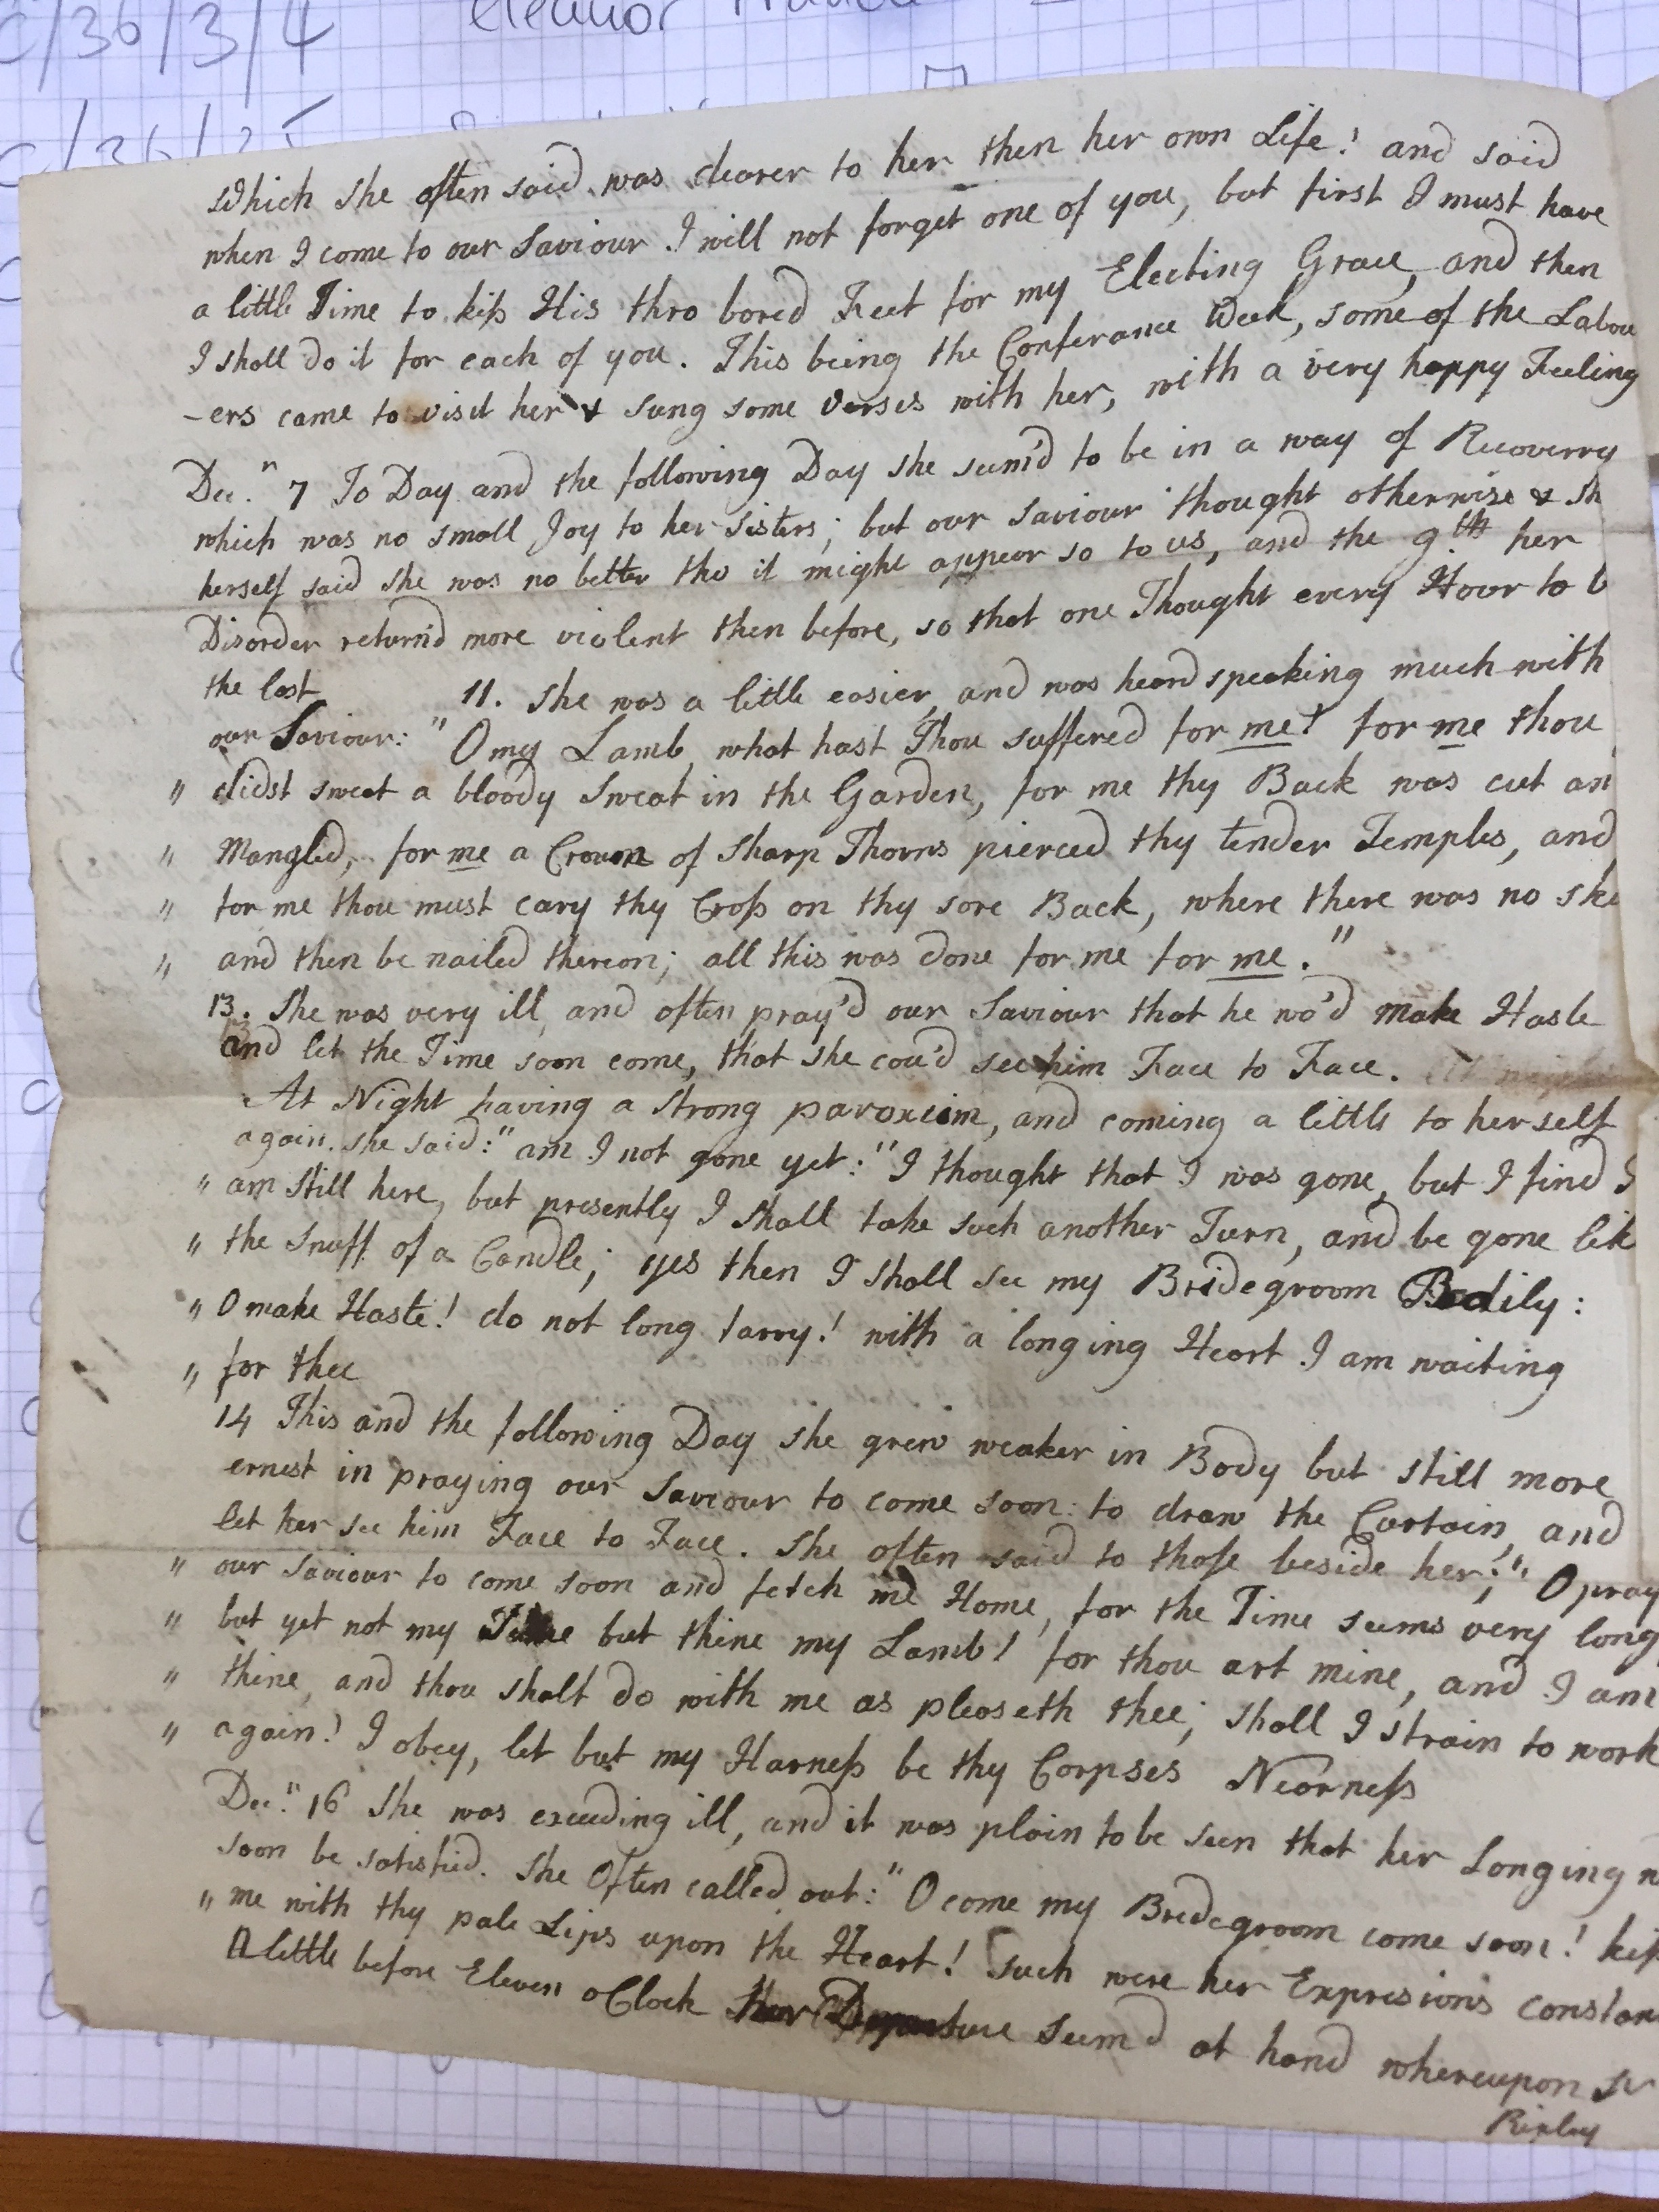 C/36/3/4 Eleanor
Which she often said was dearer to her then her own Life! and said
when I come to our Saviour I will not forget one of you, but first I must have
a little Time to kiss His thro bored Feet for my Electing Grace, and then
I shall do it for each of you. This being the Conferance Week, some of the Labou
-ers came to visit her & sung some Verses with her, with a very happy Feeling
Decr. 7 To Day and the following Day she seem'd to be in a way of Recoverry
which was no small Joy to her Sisters; but our Saviour thought otherwise & sh
herself said she was no better tho it might appear so to us, and the 9th. her
Disorder return'd more violent then before, so that one Thought every Hour to b
the last 11. She was a little easier, and was heard speaking much with
our Saviour: "O my Lamb, what hast Thou suffered for me! for me thou
" didst sweat a bloody Sweat in the Garden, for me thy Back was cut an
" Mangled, for me a Crown of Sharp Thorns pierced thy tender Temples, and
" for me thou must cary thy Cross on thy sore Back, where there was no ski
" and then be nailed thereon; all this was done for me for me."
13. She was very ill, and often pray'd our Saviour that he wo'd make Haste
and let the Time soon come, that she cou'd see him Face to Face.
At Night having a strong paroxcism, and coming a little to herself
again. she said: "am I not gone yet: "I thought that I was gone, but I find I
" am still here, but presently I shall take such another Turn, and be gone lik
" the Snuff of a Candle; yes then I shall see my Bridegroom Bodily:
" O make Haste! do not long tarry! with a longing Heart I am waiting
" for thee
14 This and the following Day she grew weaker in Body but still more
ernest in praying our Saviour to come soon: to draw the Curtain, and
let her see him Face to Face. She often said to those beside her; "O pray
" our Saviour to come soon and fetch me Home, for the Time seems very long
" but yet not my Time but thine my Lamb! for thou art mine, and I am
" thine, and thou shalt do with me as pleaseth thee; shall I strain to work
" again! I obey, let but my Harness be thy Corpses Nearness
Decr. 16 She was exceeding ill, and it was plain to be seen that her Longing w
soon be satisfied. She Often called out: "O come my Bridegroom come soon! kiss
" me with thy pale Lips upon the Heart! Such were her Expresions constan
A little before Eleven oClock her Departure seem'd at hand whereupon Sr
Rixley